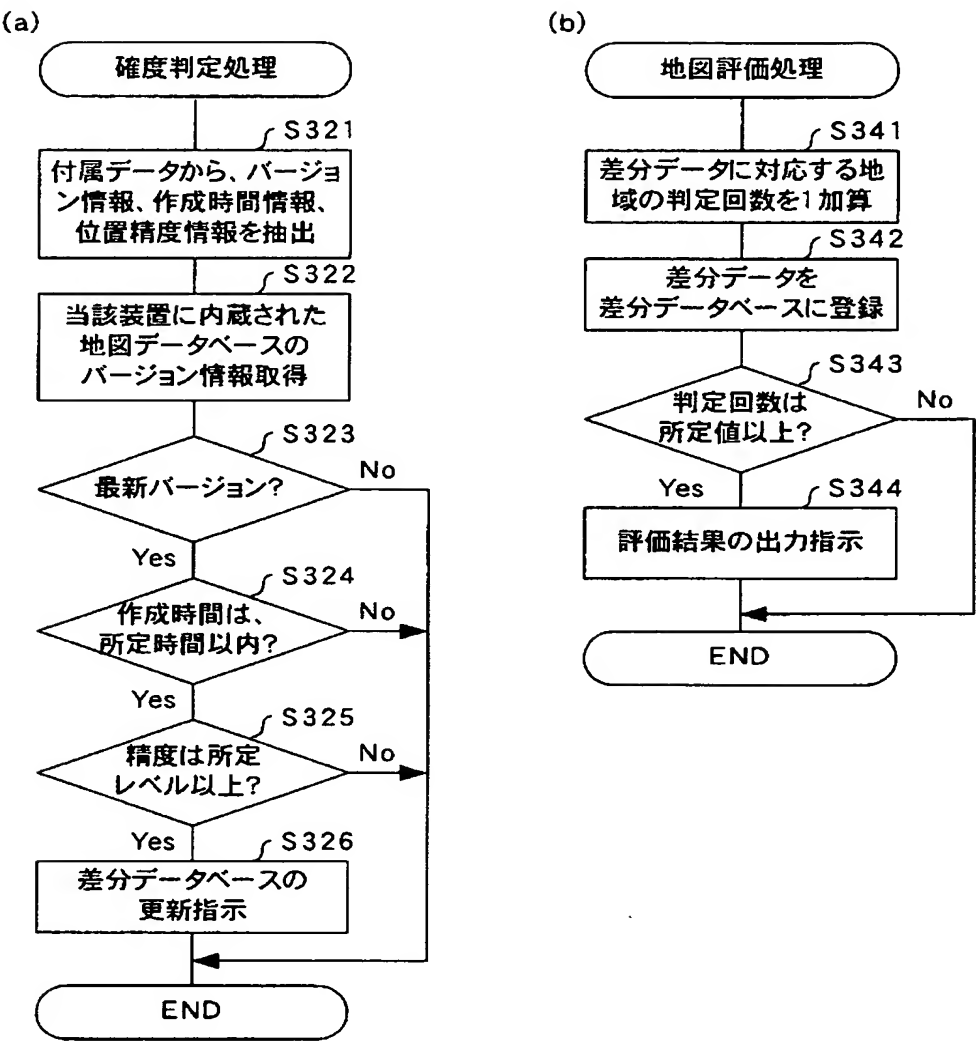 (a)
確度判定処理
S321
付属データから、バージョ
ン情報、作成時間情報、
位置精度情報を抽出
S322
当該装置に内蔵された
地図データベースの
バージョン情報取得
S323
最新バージョン?
No
Yes
S324
作成時間は、
所定時間以内?
No
Yes
S325
精度は所定
レベル以上?
No
Yes
S326
差分データベースの
更新指示
END
(b)
地図評価処理
S341
差分データに対応する地
域の判定回数を1加算
S342
差分データを
差分データベースに登録
S343
判定回数は
所定値以上?
No
Yes
S344
評価結果の出力指示
END